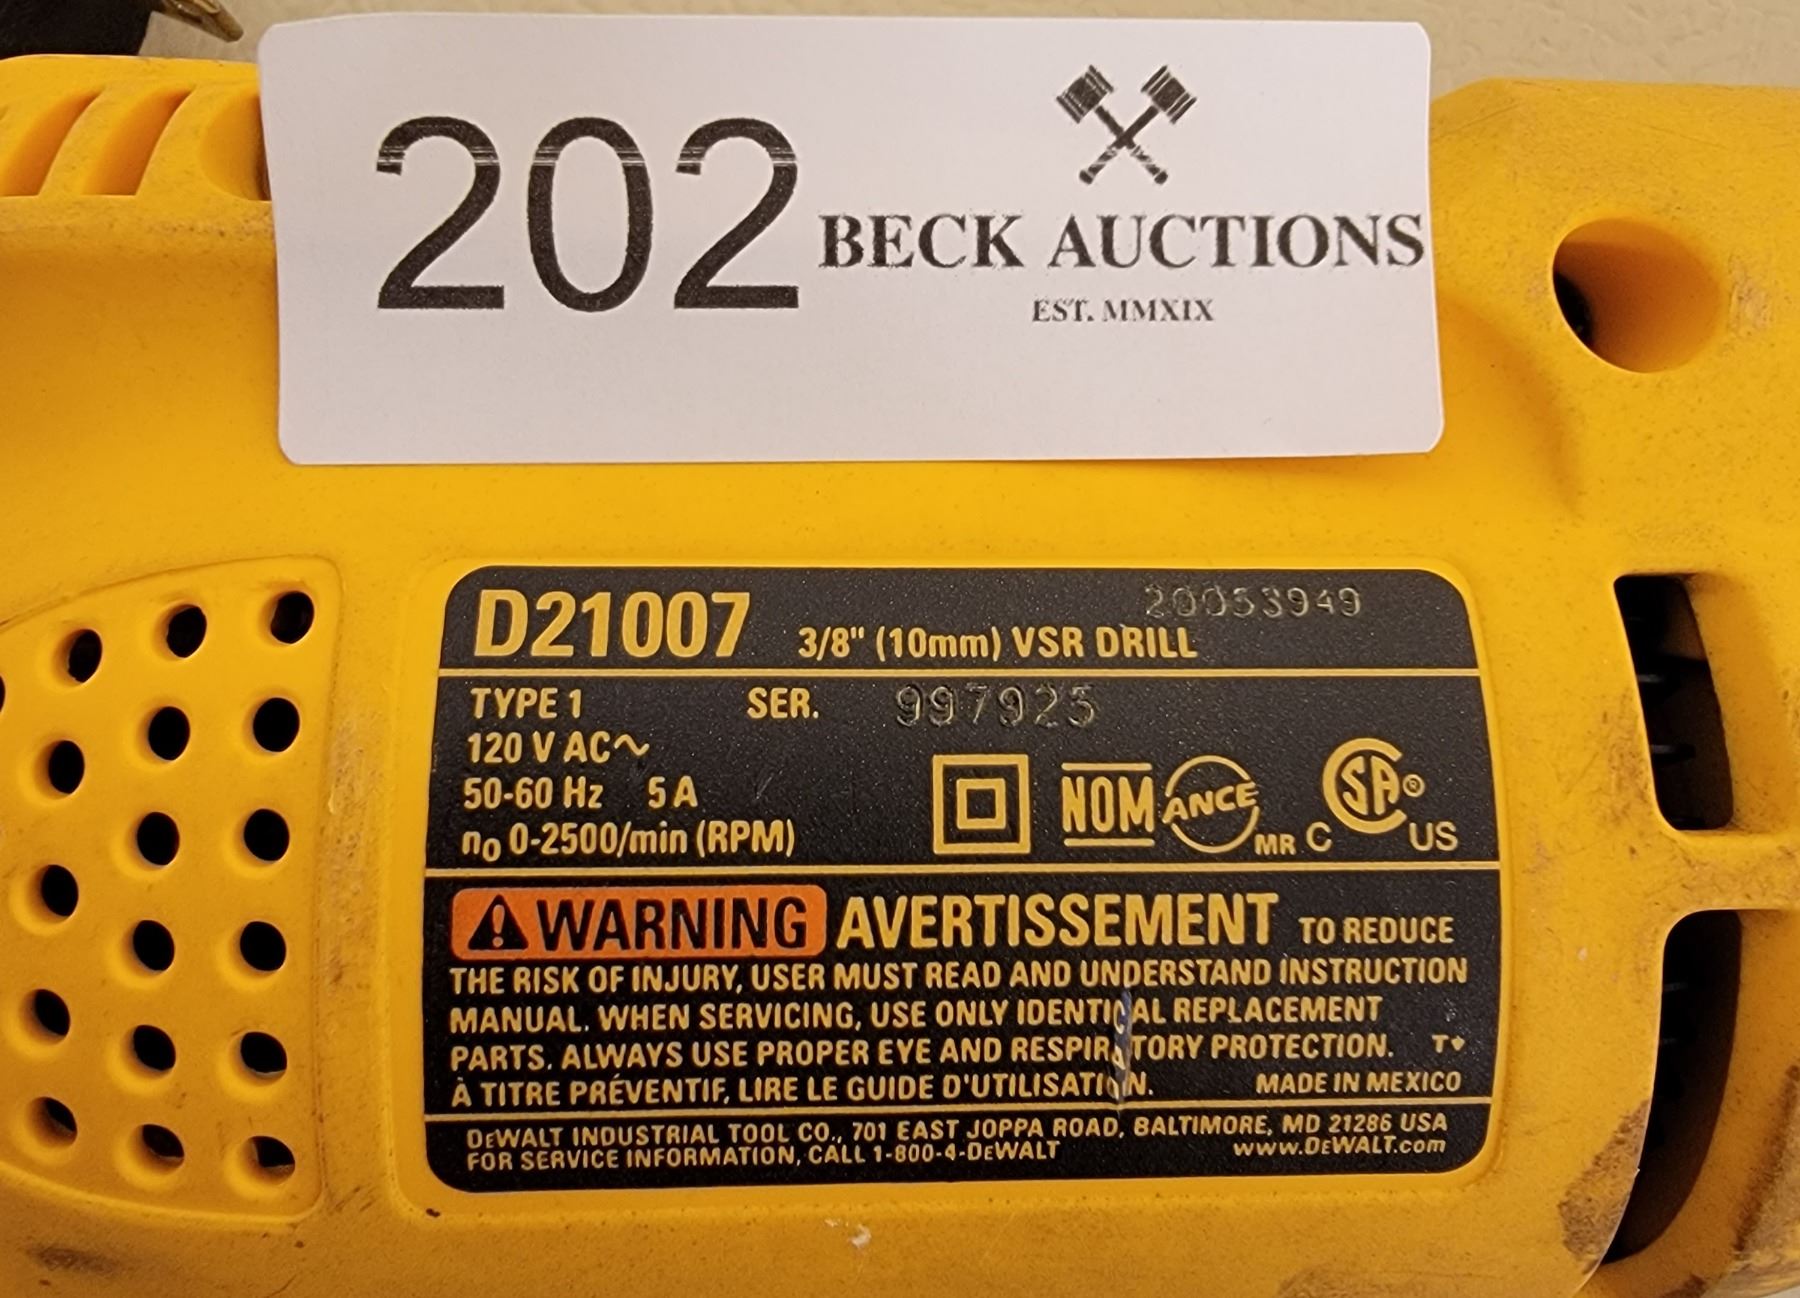 202
BECK AUCTIONS
EST. MMXIX
D21007 3/8" (10mm) VSR DRILL 20053949
TYPE 1 SER. 997925
120 V AC~
50-60 Hz 5 A
n0 0-2500/min (RPM)
NOM ANCE MR C SA® US
⚠WARNING AVERTISSEMENT TO REDUCE
THE RISK OF INJURY, USER MUST READ AND UNDERSTAND INSTRUCTION
MANUAL. WHEN SERVICING, USE ONLY IDENTICAL REPLACEMENT
PARTS. ALWAYS USE PROPER EYE AND RESPIRATORY PROTECTION. T♦
À TITRE PRÉVENTIF, LIRE LE GUIDE D'UTILISATION. MADE IN MEXICO
DEWALT INDUSTRIAL TOOL CO., 701 EAST JOPPA ROAD, BALTIMORE, MD 21286 USA
FOR SERVICE INFORMATION, CALL 1-800-4-DEWALT www.DEWALT.com